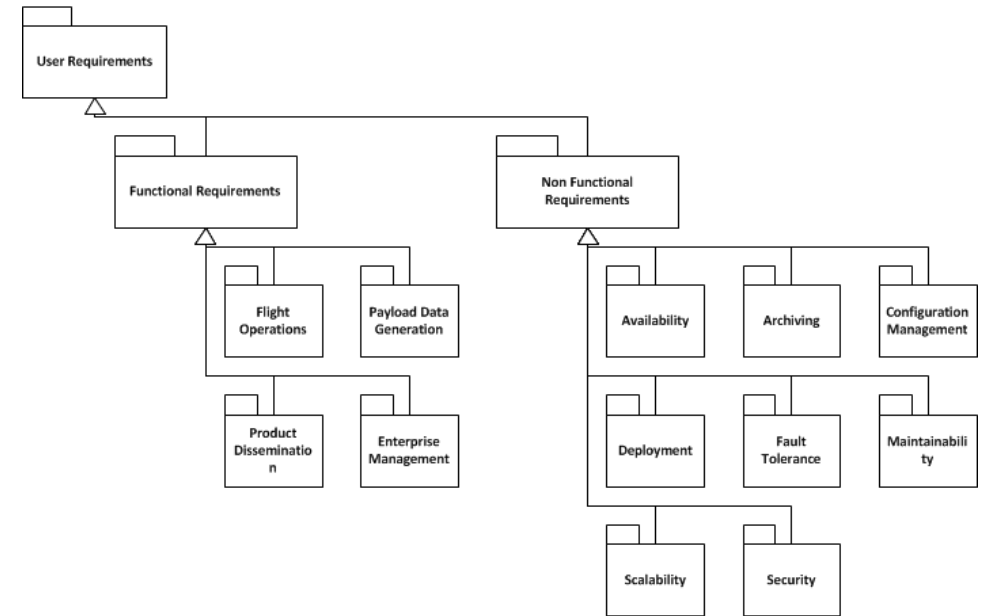 User Requirements
Functional Requirements
Non Functional
Requirements
Flight
Operations
Payload Data
Generation
Availability
Archiving
Configuration
Management
Product
Disseminatio
n
Enterprise
Management
Deployment
Fault
Tolerance
Maintainabili
ty
Scalability
Security